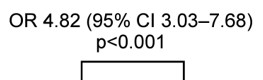 OR 4.82 (95% CI 3.03–7.68)
p<0.001